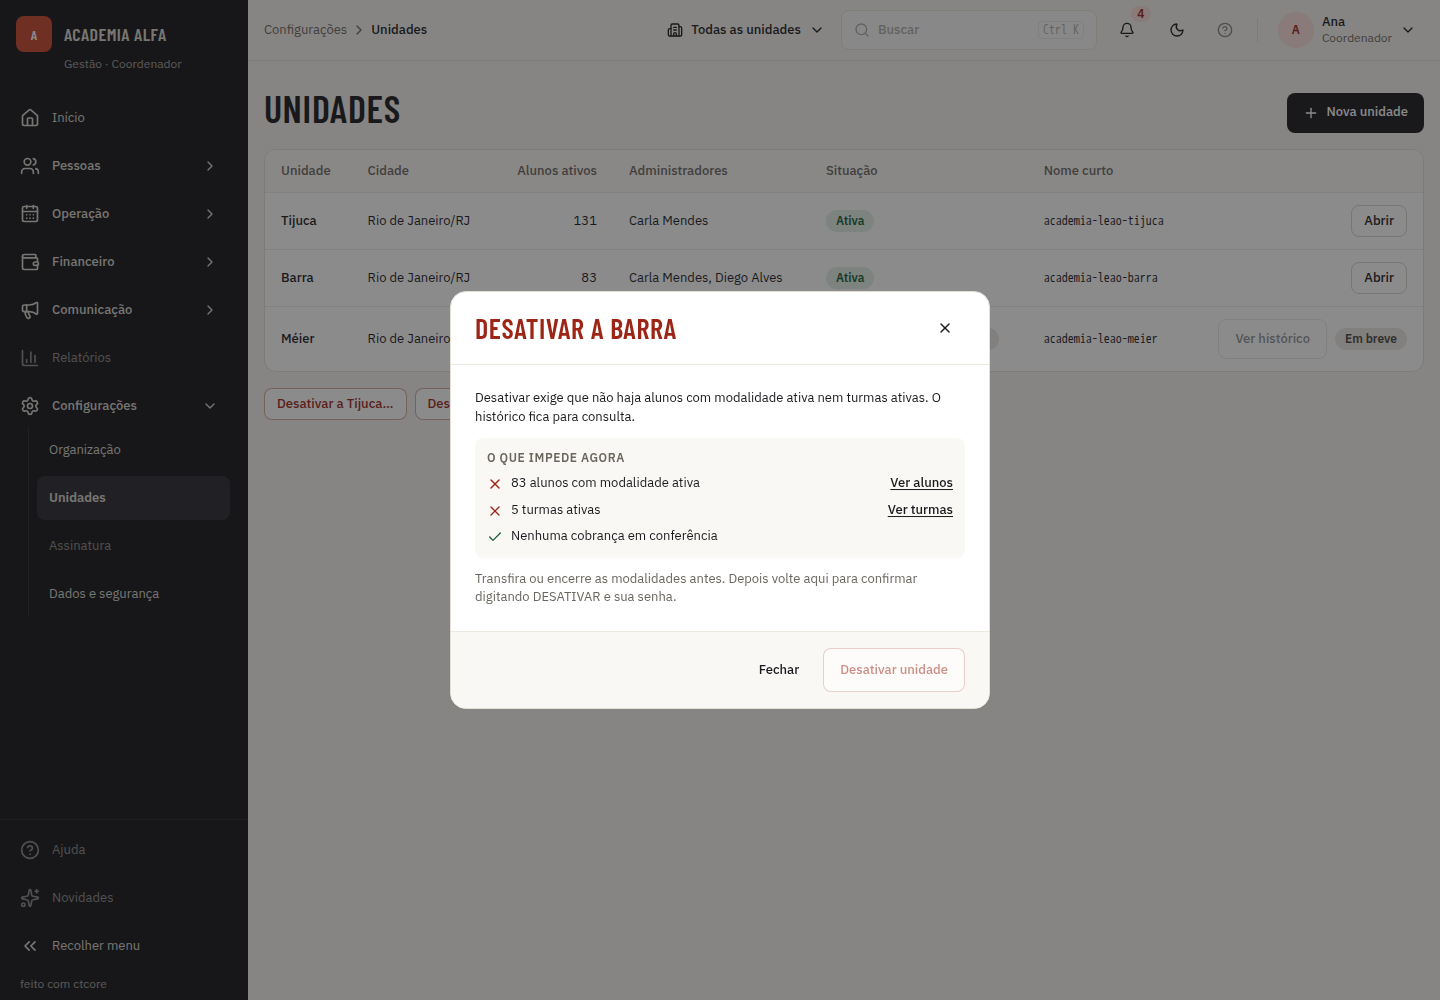 A
ACADEMIA ALFA
Gestão · Coordenador
Início
Pessoas
Operação
Financeiro
Comunicação
Relatórios
Configurações
Organização
Unidades
Assinatura
Dados e segurança
Ajuda
Novidades
Recolher menu
feito com ctcore
Configurações > Unidades
Todas as unidades
Buscar
Ctrl K
4
A
Ana
Coordenador
UNIDADES
+ Nova unidade
Unidade Cidade Alunos ativos Administradores Situação Nome curto
Tijuca Rio de Janeiro/RJ 131 Carla Mendes Ativa academia-leao-tijuca Abrir
Barra Rio de Janeiro/RJ 83 Carla Mendes, Diego Alves Ativa academia-leao-barra Abrir
Méier Rio de Janeiro academia-leao-meier Ver histórico Em breve
Desativar a Tijuca... Des
DESATIVAR A BARRA
Desativar exige que não haja alunos com modalidade ativa nem turmas ativas. O
histórico fica para consulta.
O QUE IMPEDE AGORA
83 alunos com modalidade ativa Ver alunos
5 turmas ativas Ver turmas
Nenhuma cobrança em conferência
Transfira ou encerre as modalidades antes. Depois volte aqui para confirmar
digitando DESATIVAR e sua senha.
Fechar Desativar unidade